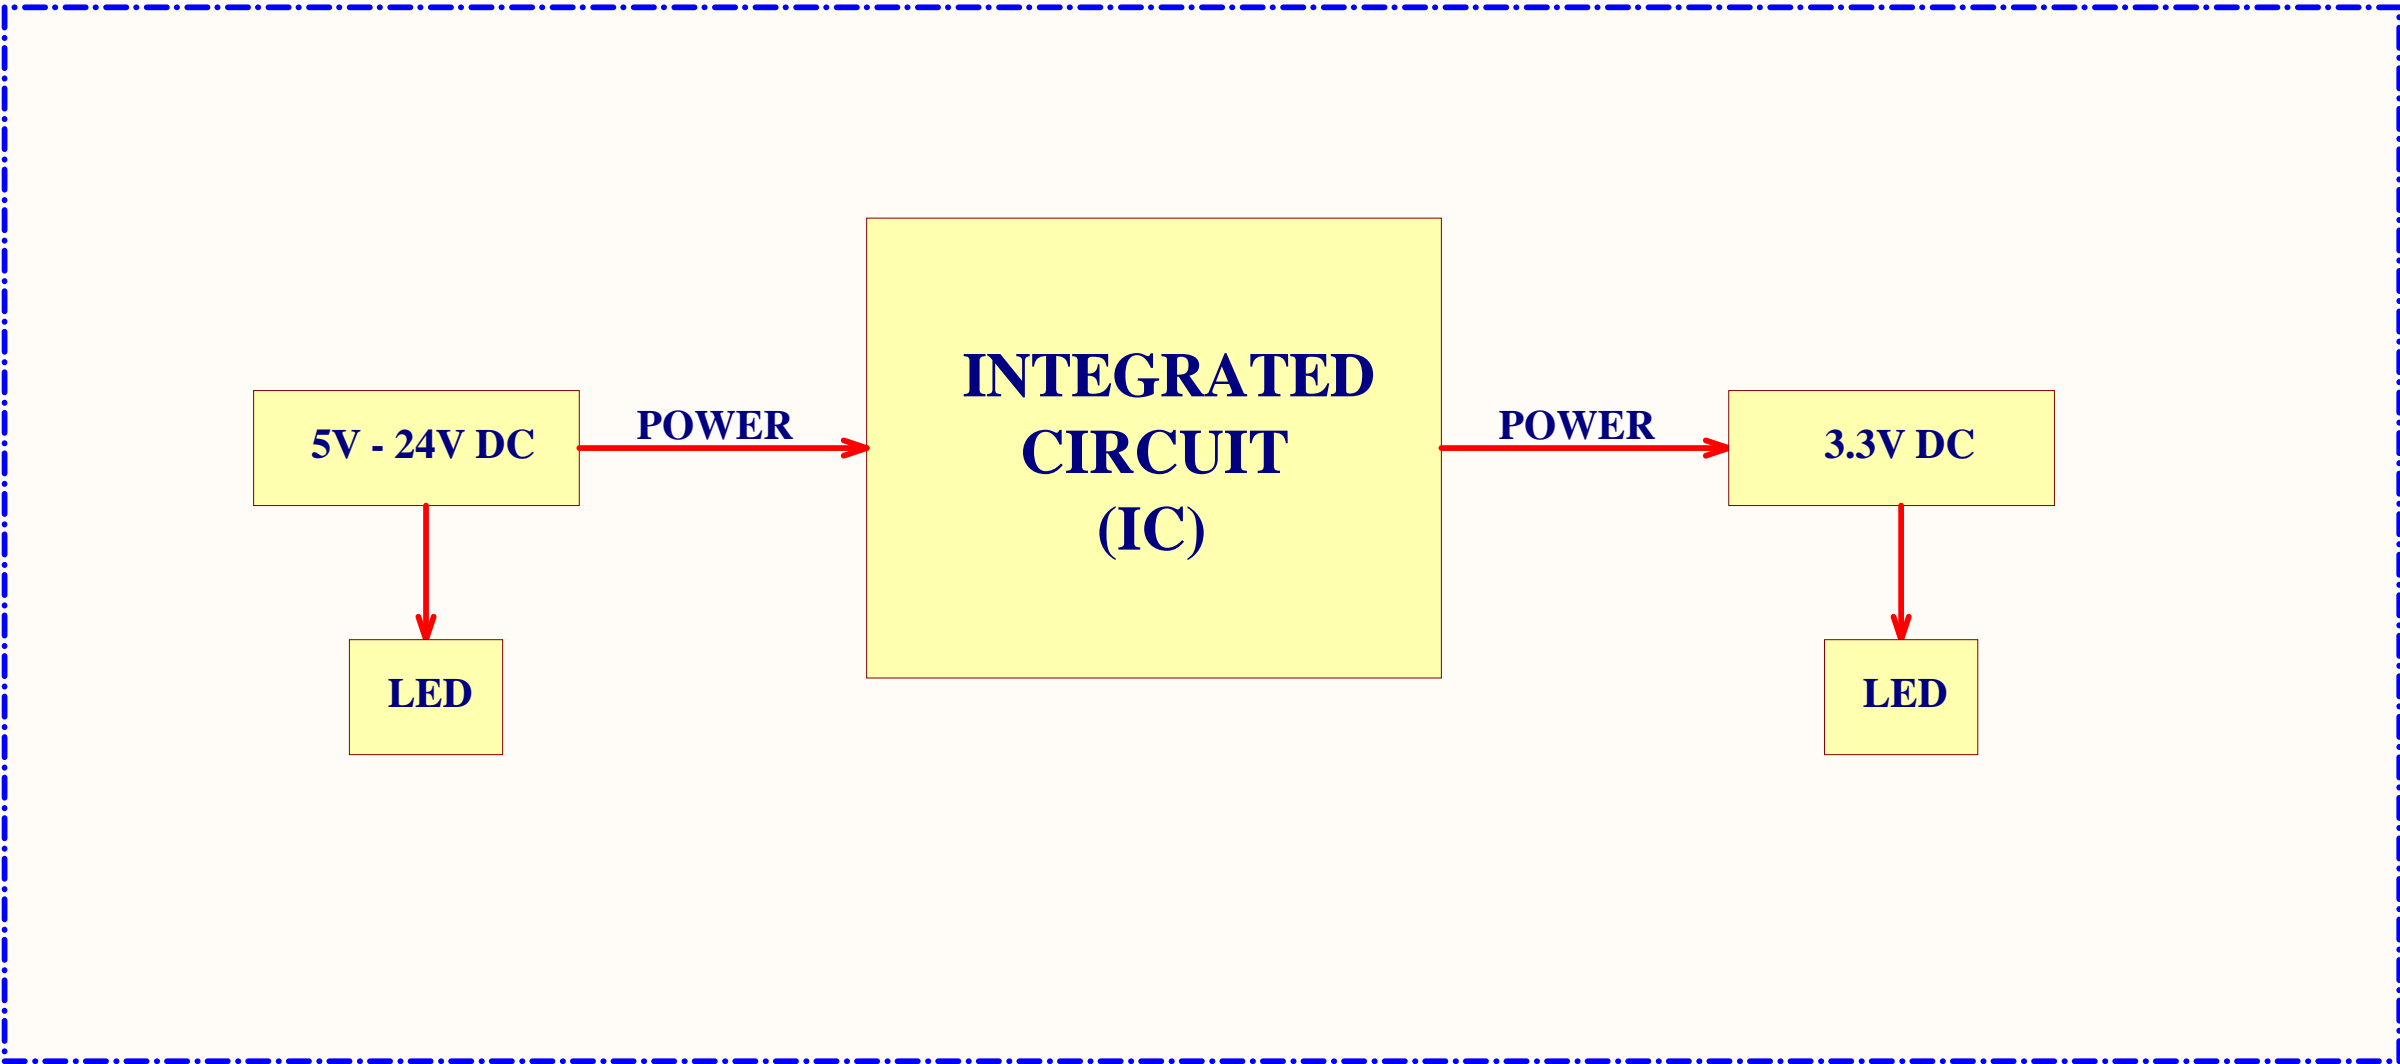 INTEGRATED
CIRCUIT
(IC)
5V - 24V DC
POWER
POWER
3.3V DC
LED
LED